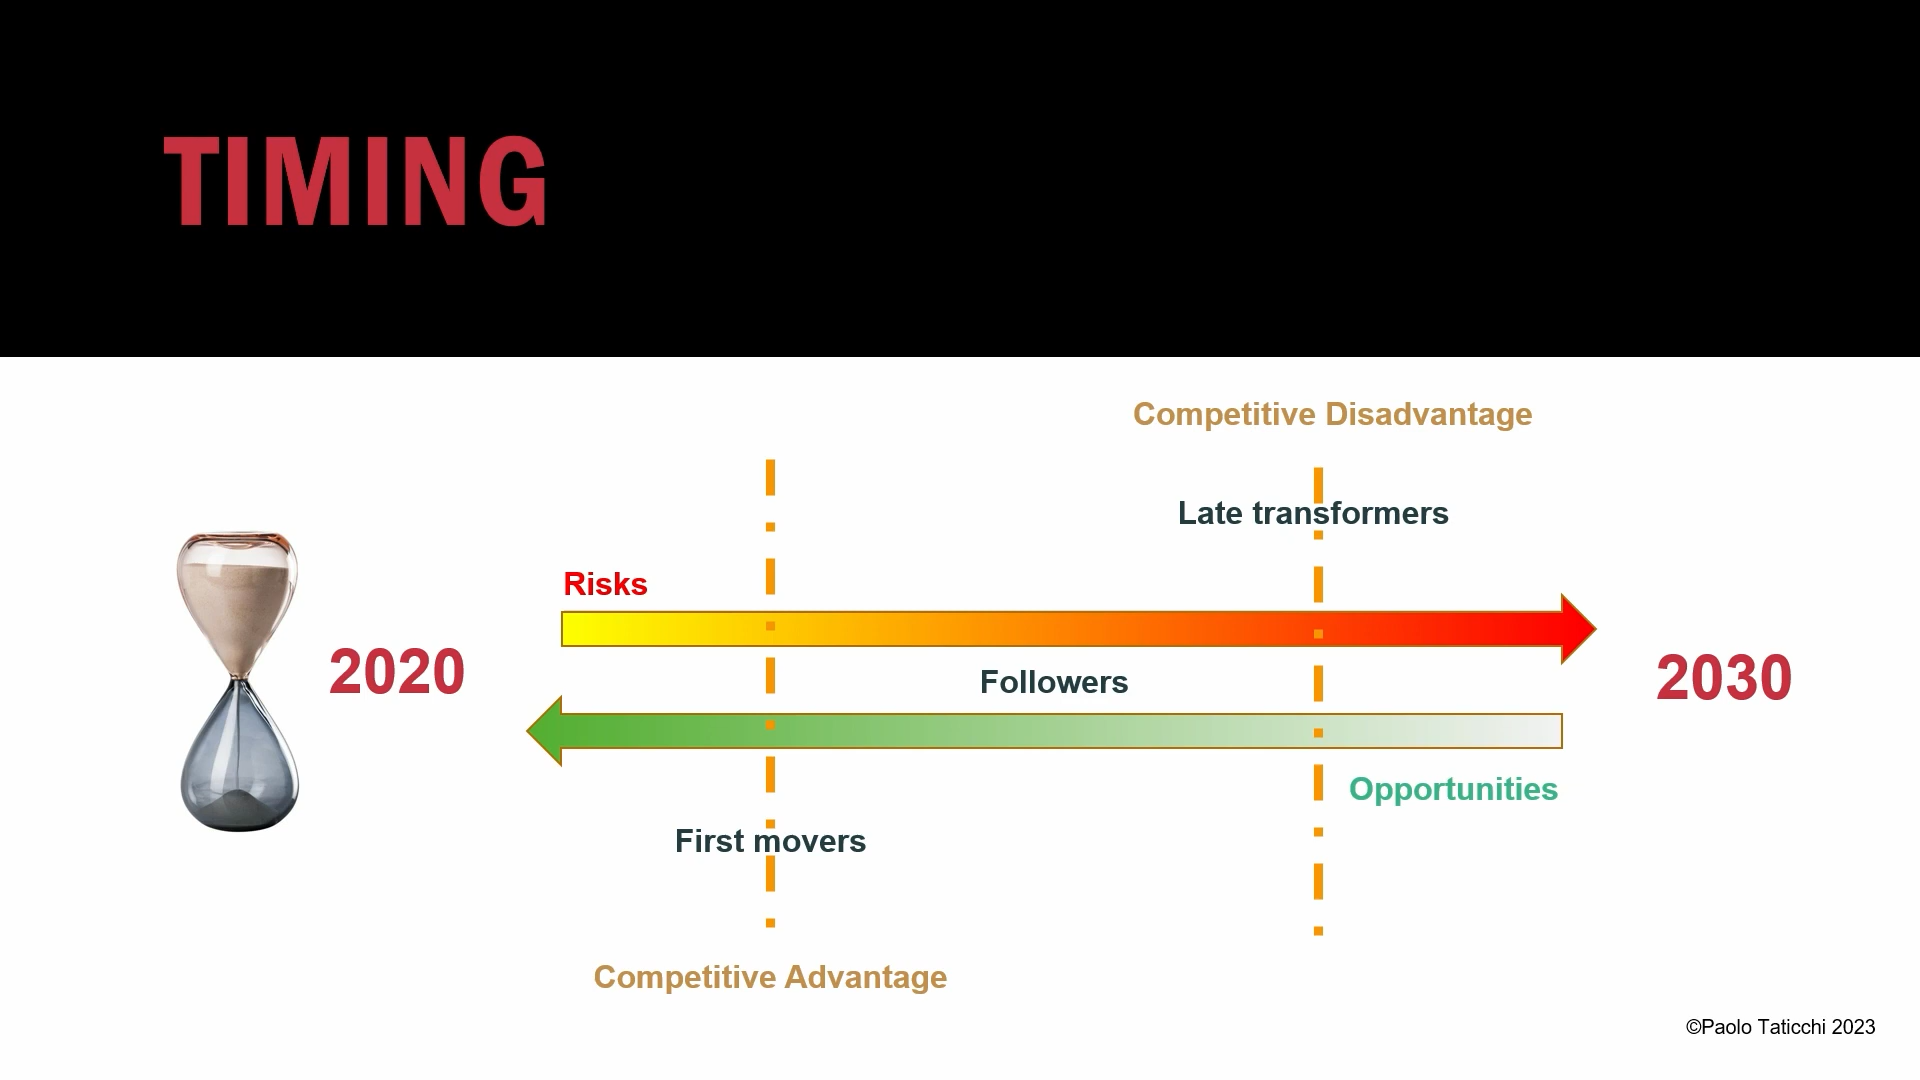 TIMING
Competitive Disadvantage
Late transformers
Risks
2020
Followers
2030
Opportunities
First movers
Competitive Advantage
©Paolo Taticchi 2023